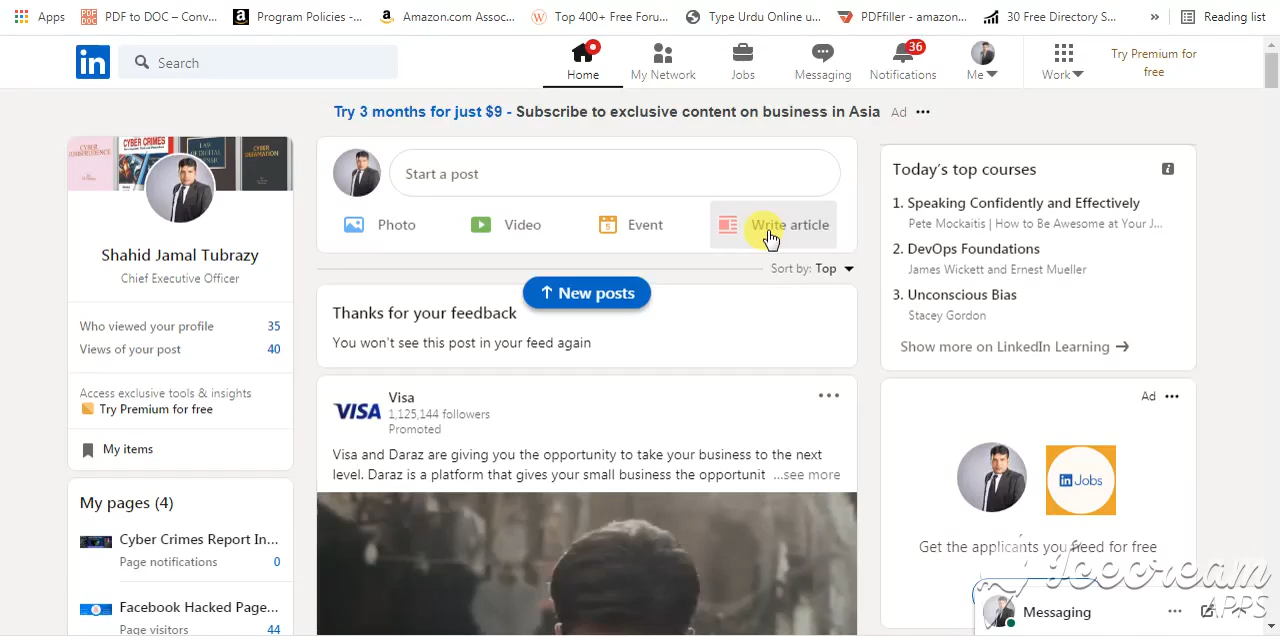 Apps
PDF to DOC – Conv...
Program Policies -...
Amazon.com Assoc...
Top 400+ Free Foru...
Type Urdu Online u...
PDFfiller - amazon...
30 Free Directory S...
»
Reading list
in
Search
Home
My Network
Jobs
Messaging
36
Notifications
Me
Work
Try Premium for
free
Try 3 months for just $9 - Subscribe to exclusive content on business in Asia Ad •••
CYBER CRIMES
LAW OF DIGITAL
CYBER DEFAMATION
Shahid Jamal Tubrazy
Chief Executive Officer
Who viewed your profile 35
Views of your post 40
Access exclusive tools & insights
Try Premium for free
My items
My pages (4)
Cyber Crimes Report In...
Page notifications 0
Facebook Hacked Page...
Page visitors 44
Start a post
Photo
Video
5
Event
Write article
Sort by: Top
↑ New posts
Thanks for your feedback
You won't see this post in your feed again
VISA
Visa
1,125,144 followers
Promoted
Visa and Daraz are giving you the opportunity to take your business to the next
level. Daraz is a platform that gives your small business the opportunit ...see more
Today's top courses
1. Speaking Confidently and Effectively
Pete Mockaitis | How to Be Awesome at Your J...
2. DevOps Foundations
James Wickett and Ernest Mueller
3. Unconscious Bias
Stacey Gordon
Show more on LinkedIn Learning →
Ad •••
in Jobs
Get the applicants you need for free
Icecream
APPS
Messaging